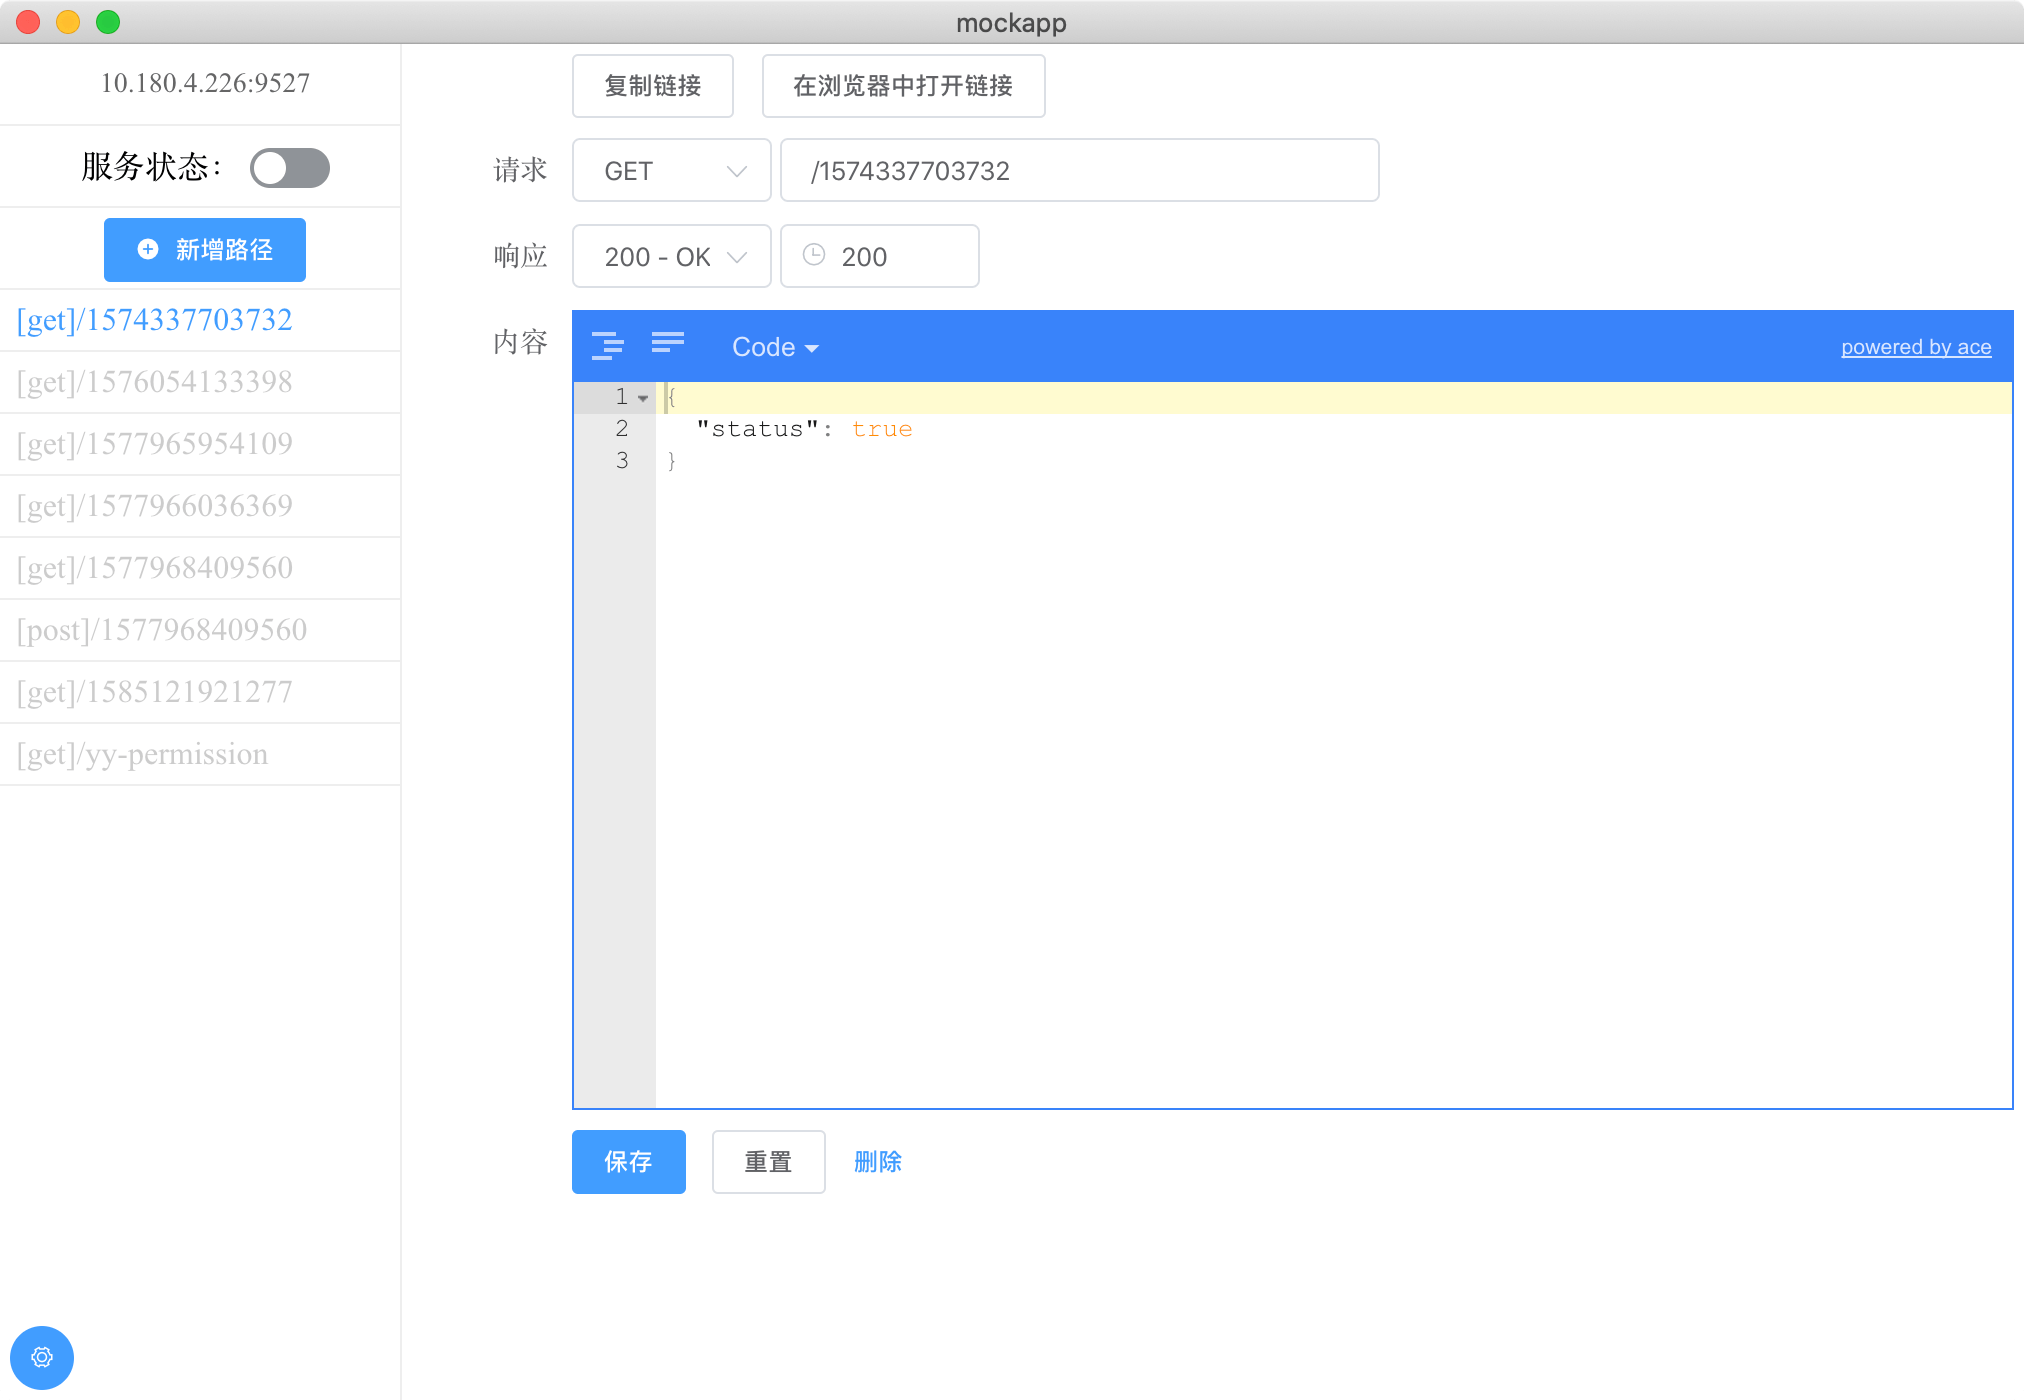 mockapp
10.180.4.226:9527
服务状态：
新增路径
[get]/1574337703732
[get]/1576054133398
[get]/1577965954109
[get]/1577966036369
[get]/1577968409560
[post]/1577968409560
[get]/1585121921277
[get]/yy-permission
复制链接 在浏览器中打开链接
请求 GET /1574337703732
响应 200 - OK 200
内容 Code powered by ace
1 {
2 "status": true
3 }
保存 重置 删除